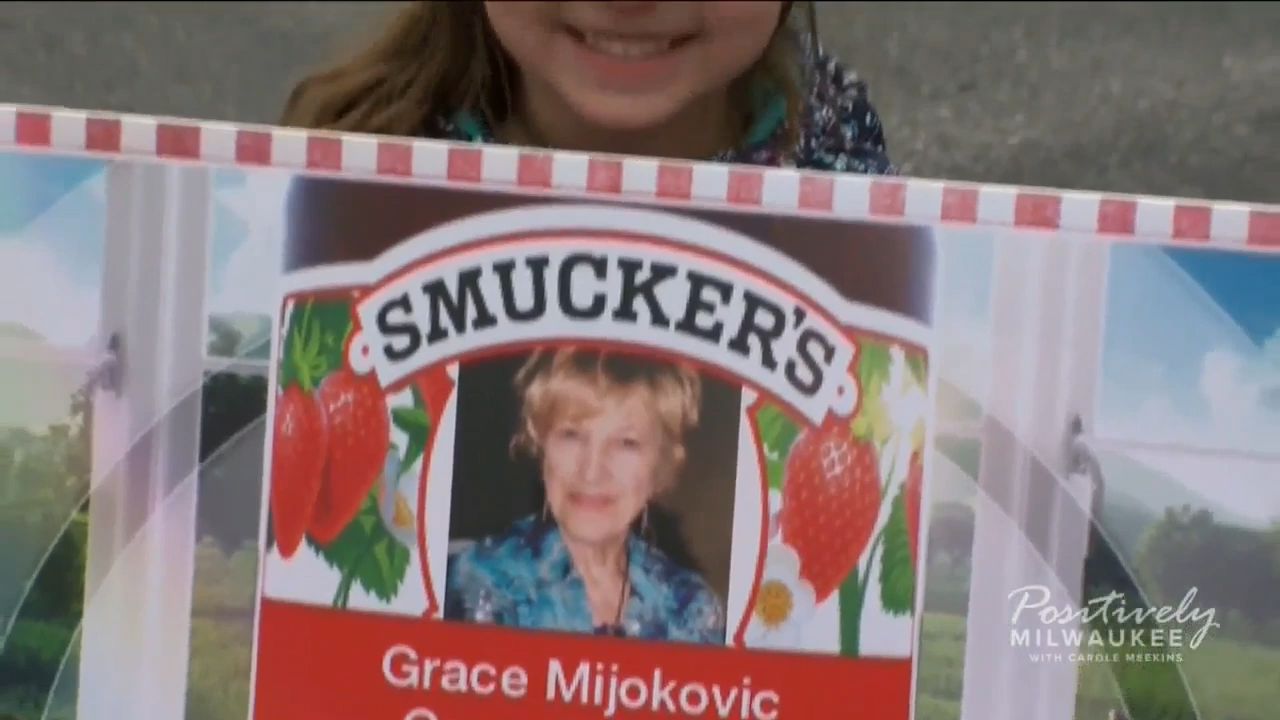 SMUCKER'S
Grace Mijokovic
Positively
MILWAUKEE
WITH CAROLE MEEKINS